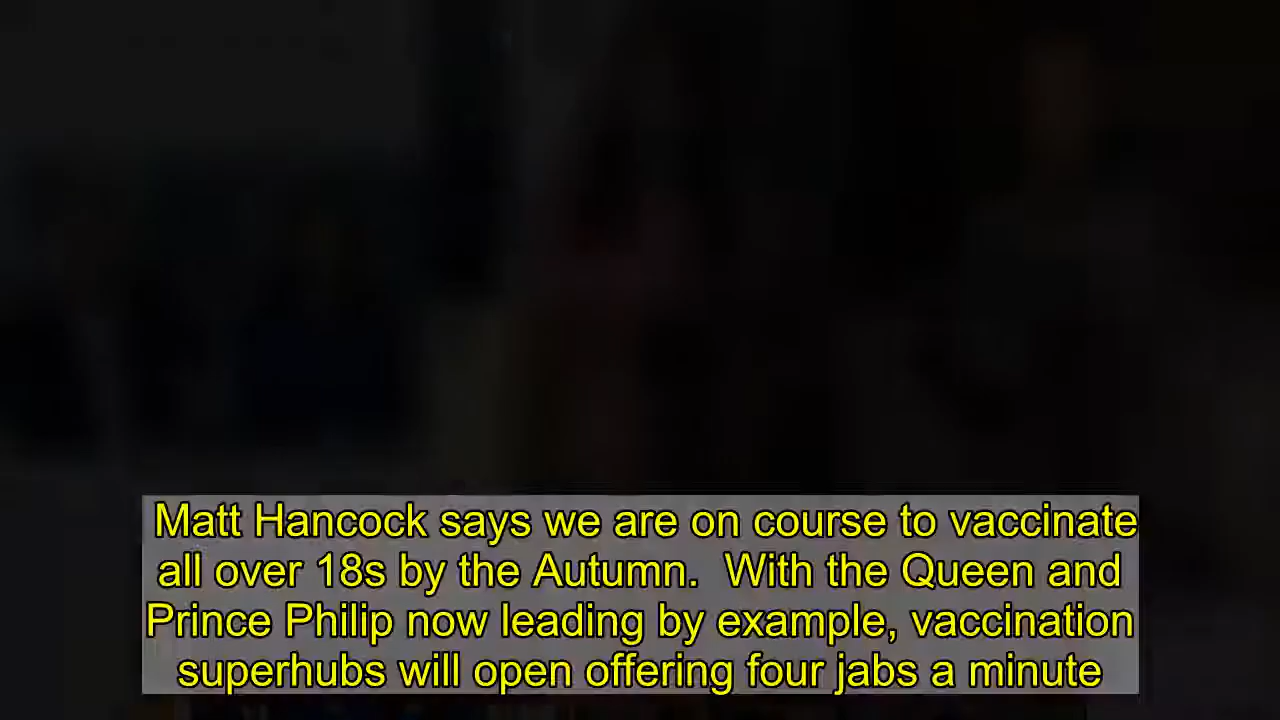 Matt Hancock says we are on course to vaccinate
all over 18s by the Autumn.  With the Queen and
Prince Philip now leading by example, vaccination
superhubs will open offering four jabs a minute